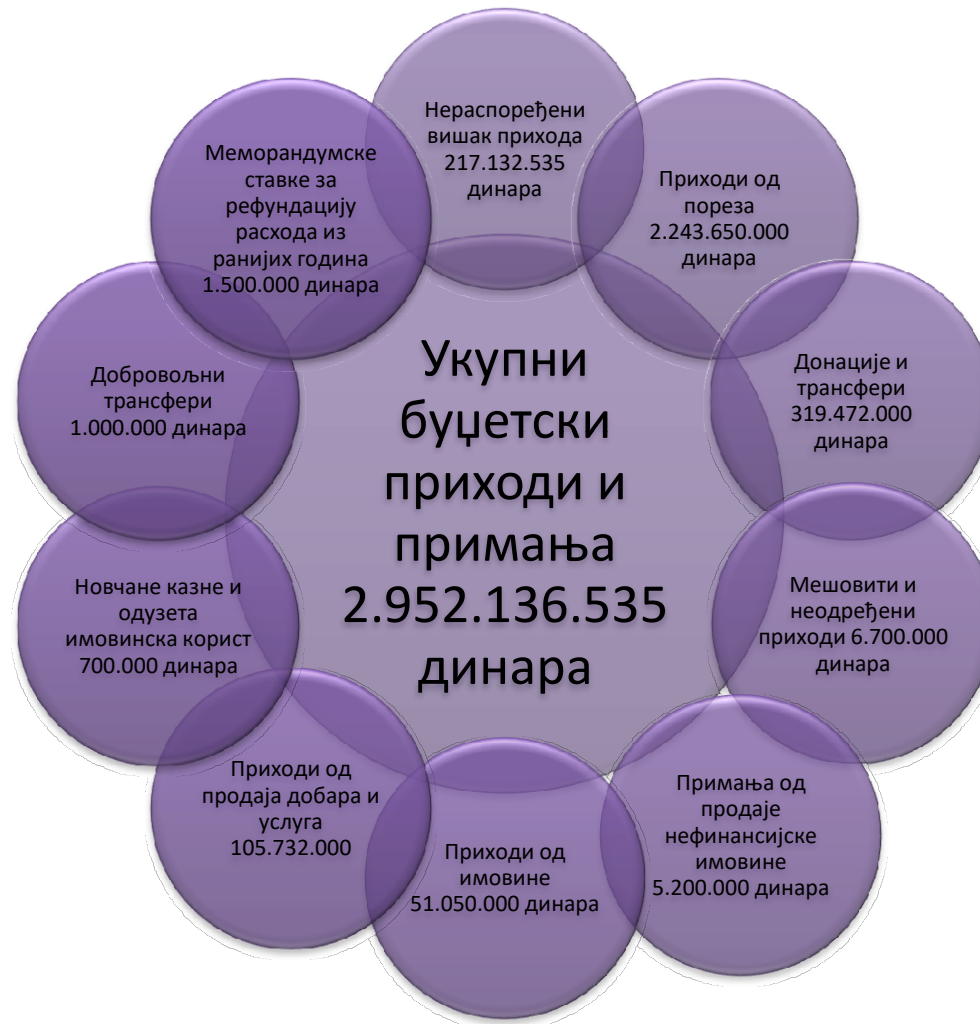 Нераспоређени
вишак прихода
217.132.535
динара
Приходи од
пореза
2.243.650.000
динара
Донације и
трансфери
319.472.000
динара
Мешовити и
неодређени
приходи 6.700.000
динара
Примања од
продаје
нефинансијске
имовине
5.200.000 динара
Приходи од
имовине
51.050.000 динара
Приходи од
продаја добара и
услуга
105.732.000
Новчане казне и
одузета
имовинска корист
700.000 динара
Добровољни
трансфери
1.000.000 динара
Меморандумске
ставке за
рефундацију
расхода из
ранијих година
1.500.000 динара
Укупни
буџетски
приходи и
примања
2.952.136.535
динара